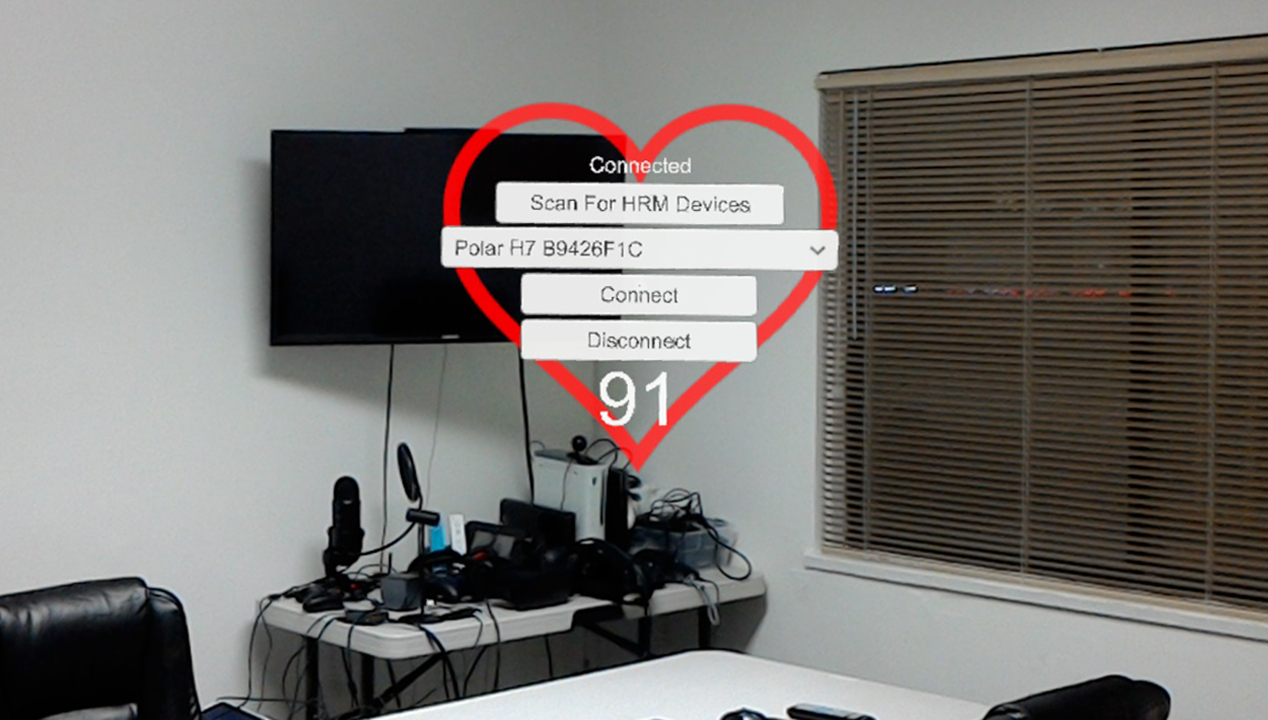 Connected
Scan For HRM Devices
Polar H7 B9426F1C
Connect
Disconnect
91